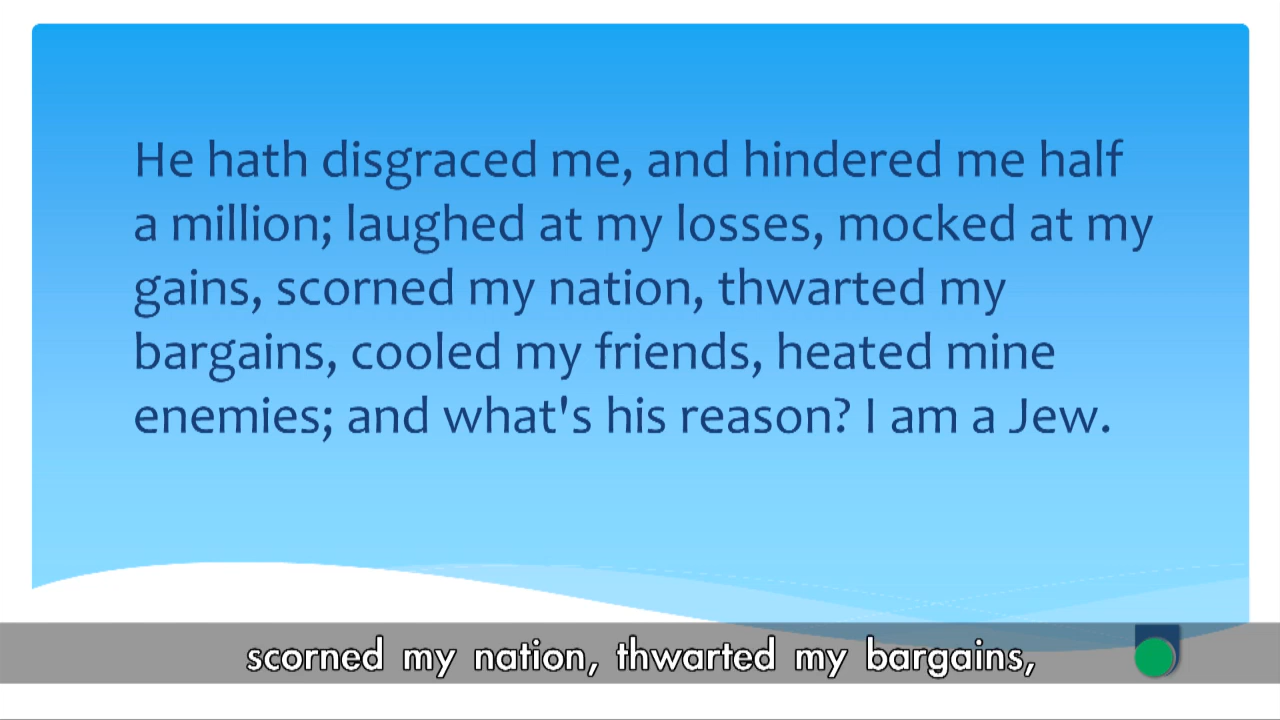 He hath disgraced me, and hindered me half
a million; laughed at my losses, mocked at my
gains, scorned my nation, thwarted my
bargains, cooled my friends, heated mine
enemies; and what's his reason? I am a Jew.
scorned my nation, thwarted my bargains,